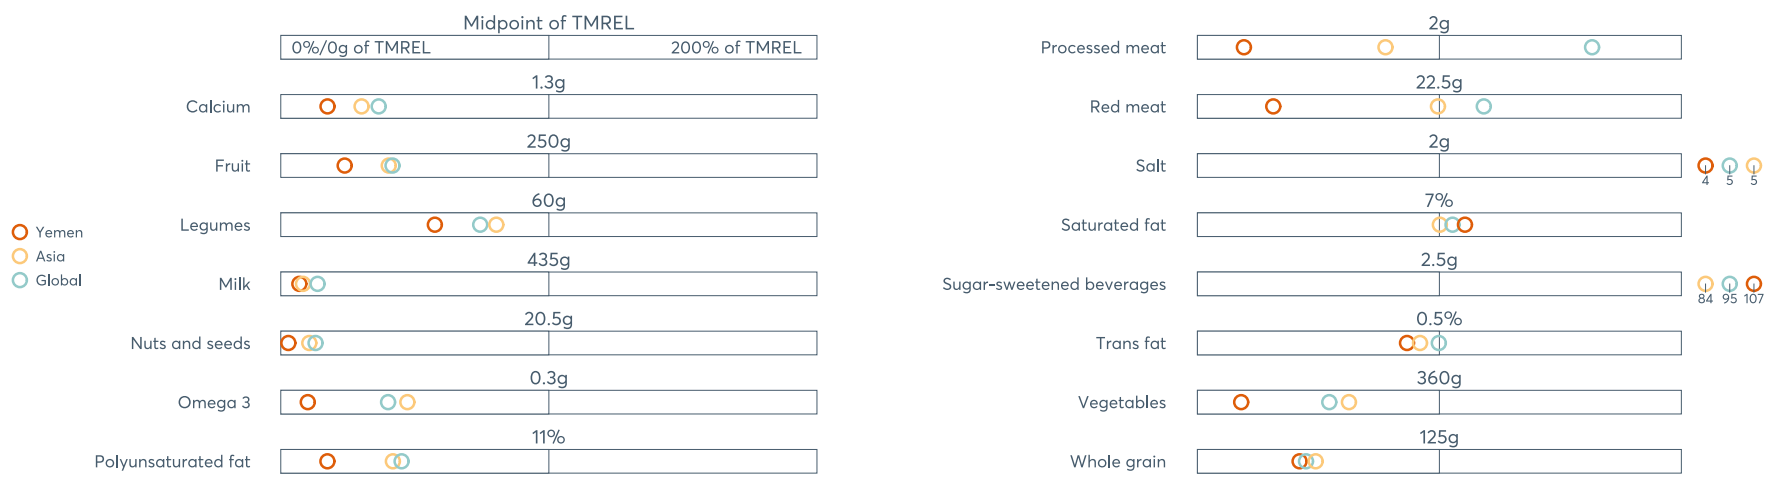 Midpoint of TMREL
0%/0g of TMREL
200% of TMREL
1.3g
Calcium
250g
Fruit
60g
Legumes
435g
Milk
20.5g
Nuts and seeds
0.3g
Omega 3
11%
Polyunsaturated fat
Yemen
Asia
Global
2g
Processed meat
22.5g
Red meat
2g
Salt
4 5 5
7%
Saturated fat
2.5g
Sugar-sweetened beverages
84 95 107
0.5%
Trans fat
360g
Vegetables
125g
Whole grain